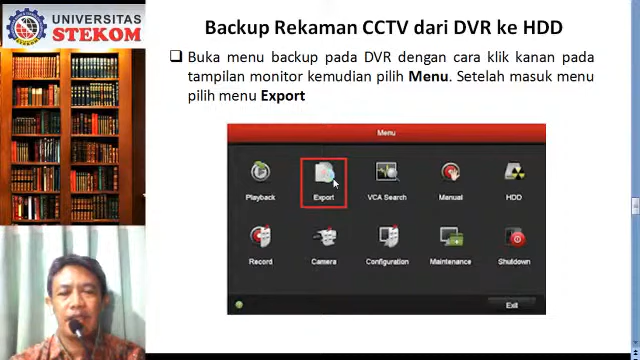 UNIVERSITAS
STEKOM
Backup Rekaman CCTV dari DVR ke HDD
Buka menu backup pada DVR dengan cara klik kanan pada
tampilan monitor kemudian pilih Menu. Setelah masuk menu
pilih menu Export
Menu
Playback Export VCA Search Manual HDD
Record Camera Configuration Maintenance Shutdown
Exit